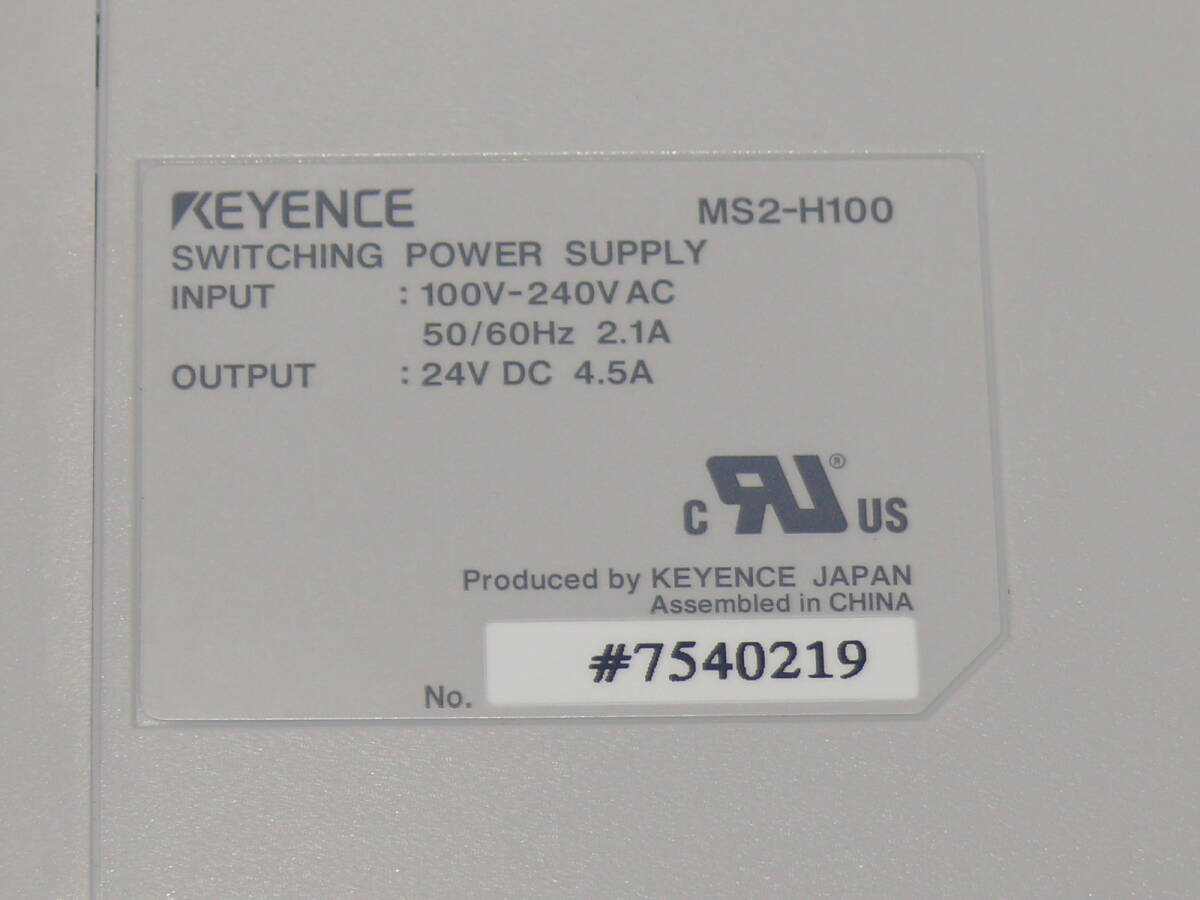 KEYENCE MS2-H100
SWITCHING POWER SUPPLY
INPUT : 100V-240V AC
50/60Hz 2.1A
OUTPUT : 24V DC 4.5A
c RU® US
Produced by KEYENCE JAPAN
Assembled in CHINA
No. #7540219